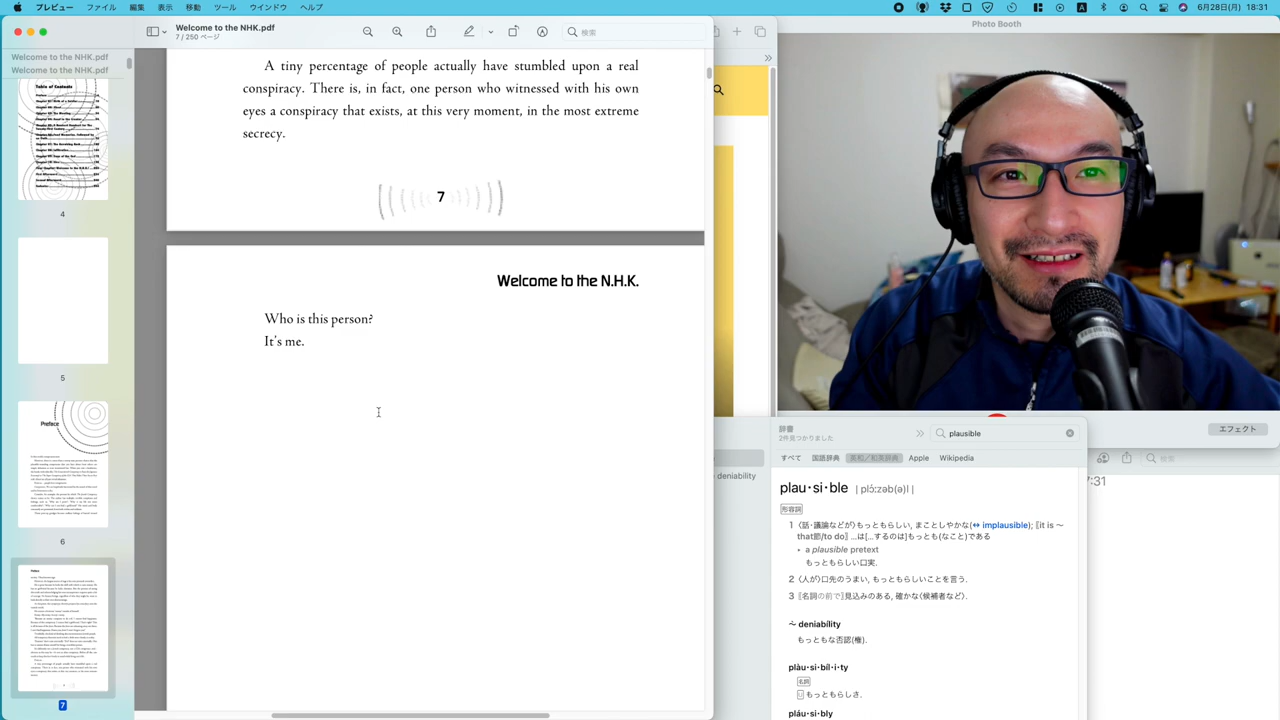 プレビュー ファイル 編集 表示 移動 ツール ウインドウ ヘルプ
6月28日(月) 18:31
Welcome to the NHK.pdf
7 / 250 ページ
検索
Photo Booth
Welcome to the NHK.pdf
Welcome to the NHK.pdf
Table of Contents
4
5
Preface
6
7
A tiny percentage of people actually have stumbled upon a real
conspiracy. There is, in fact, one person who witnessed with his own
eyes a conspiracy that exists, at this very point, in the most extreme
secrecy.
7
Welcome to the N.H.K.
Who is this person?
It's me.
エフェクト
辞書
2件見つかりました
plausible
すべて 国語辞典 英和／和英辞典 Apple Wikipedia
deniability
検索
7:31
plau·si·ble | plɔ́ːzəb(ə)l |
形容詞
1 〈話・議論などが〉もっともらしい, まことしやかな(↔ implausible); 〖it is ～
that節/to do〗…は[…するのは]もっとも(なこと)である
▸ a plausible pretext
もっともらしい口実.
2 〈人が〉口先のうまい, もっともらしいことを言う.
3 〖名詞の前で〗見込みのある, 確かな〈候補者など〉.
～ deniability
もっともな否認(権).
plàu·si·bíl·i·ty
名詞
U もっともらしさ.
pláu·si·bly